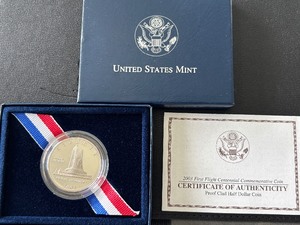 UNITED STATES MINT
2003 First Flight Centennial Commemorative Coin
CERTIFICATE OF AUTHENTICITY
Proof Clad Half Dollar Coin